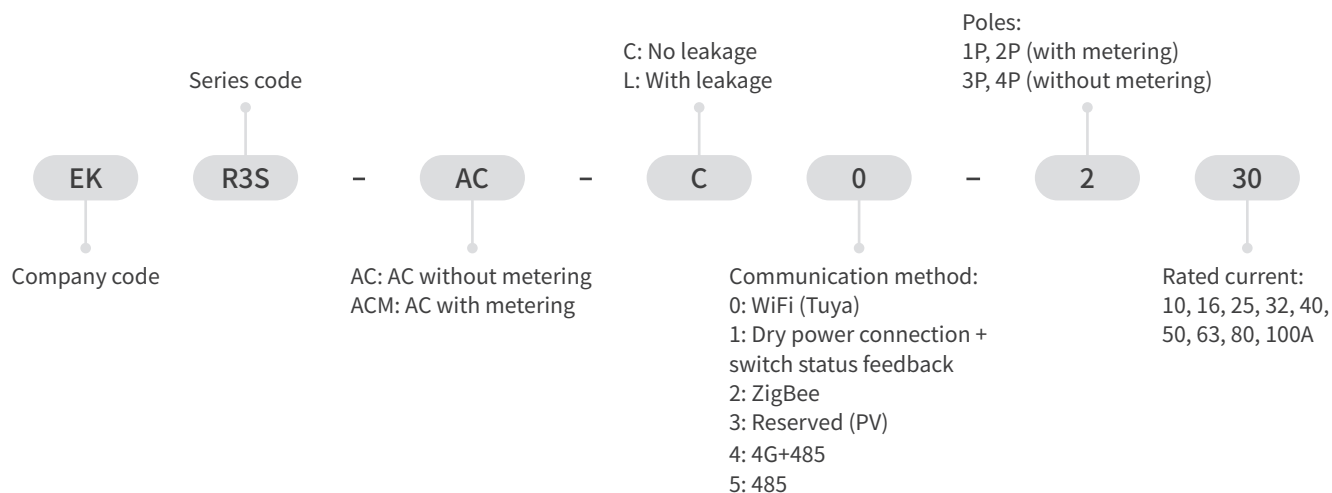 Poles:
C: No leakage
1P, 2P (with metering)
Series code
L: With leakage
3P, 4P (without metering)
EK R3S – AC – C 0 – 2 30
Company code
AC: AC without metering
ACM: AC with metering
Communication method:
0: WiFi (Tuya)
1: Dry power connection +
switch status feedback
2: ZigBee
3: Reserved (PV)
4: 4G+485
5: 485
Rated current:
10, 16, 25, 32, 40,
50, 63, 80, 100A